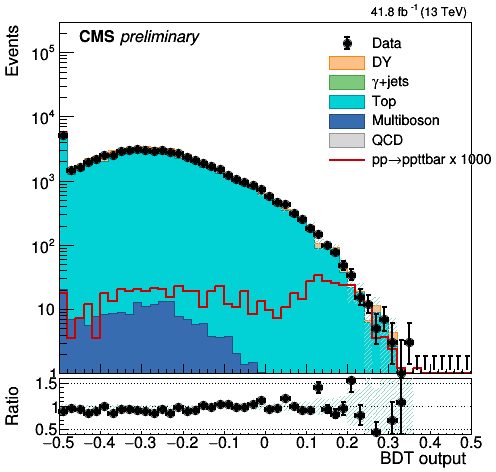 41.8 fb⁻¹ (13 TeV)
Events
CMS preliminary
Data
DY
γ+jets
Top
Multiboson
QCD
pp→ppttbar x 1000
10⁵
10⁴
10³
10²
10
1
Ratio
1.5
1
0.5
−0.5 −0.4 −0.3 −0.2 −0.1 0 0.1 0.2 0.3 0.4 0.5
BDT output